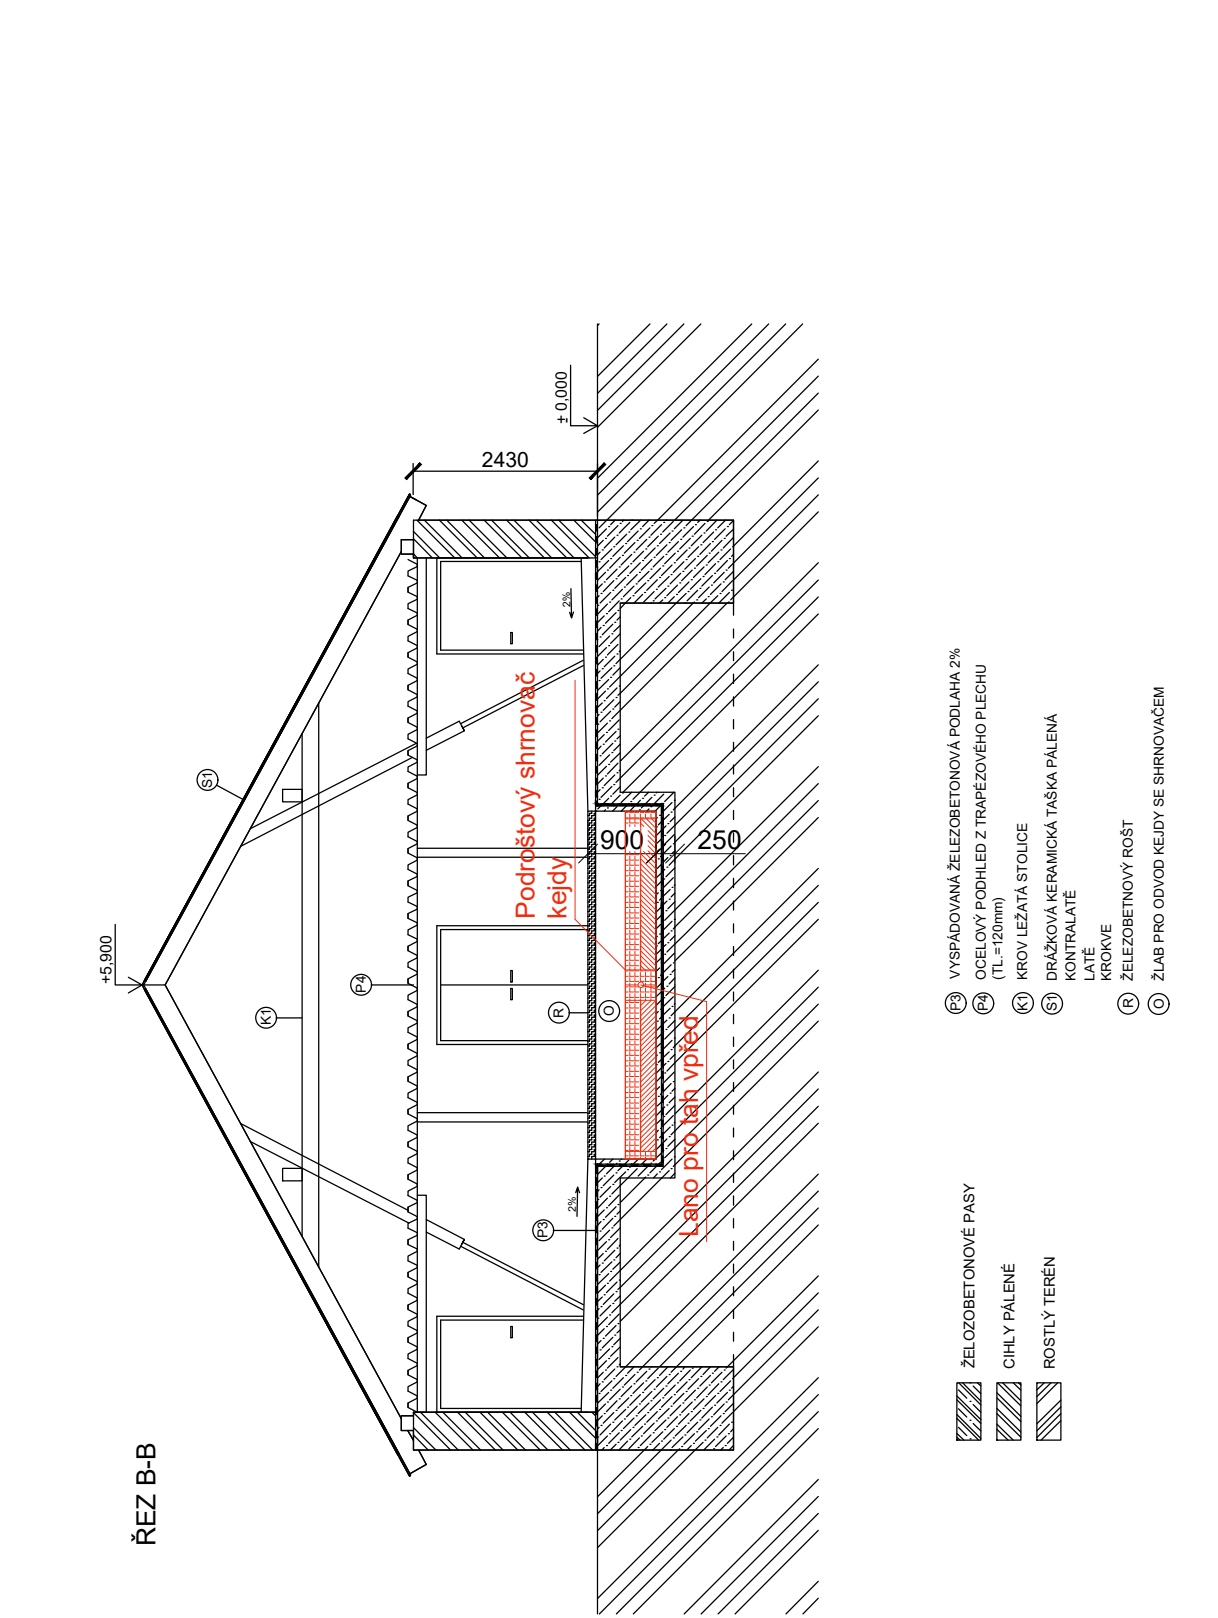 ŘEZ B-B
+5,900
S1
K1
P4
2430
± 0,000
2%
Podroštový shrnovač
kejdy
900
250
R
O
2%
P3
Lano pro tah vpřed
ŽELOZOBETONOVÉ PASY
CIHLY PÁLENÉ
ROSTLÝ TERÉN
P3 VYSPÁDOVANÁ ŽELEZOBETONOVÁ PODLAHA 2%
P4 OCELOVÝ PODHLED Z TRAPÉZOVÉHO PLECHU
(TL.=120mm)
K1 KROV LEŽATÁ STOLICE
S1 DRÁŽKOVÁ KERAMICKÁ TAŠKA PÁLENÁ
KONTRALATĚ
LATĚ
KROKVE
R ŽELEZOBETNOVÝ ROŠT
O ŽLAB PRO ODVOD KEJDY SE SHRNOVAČEM